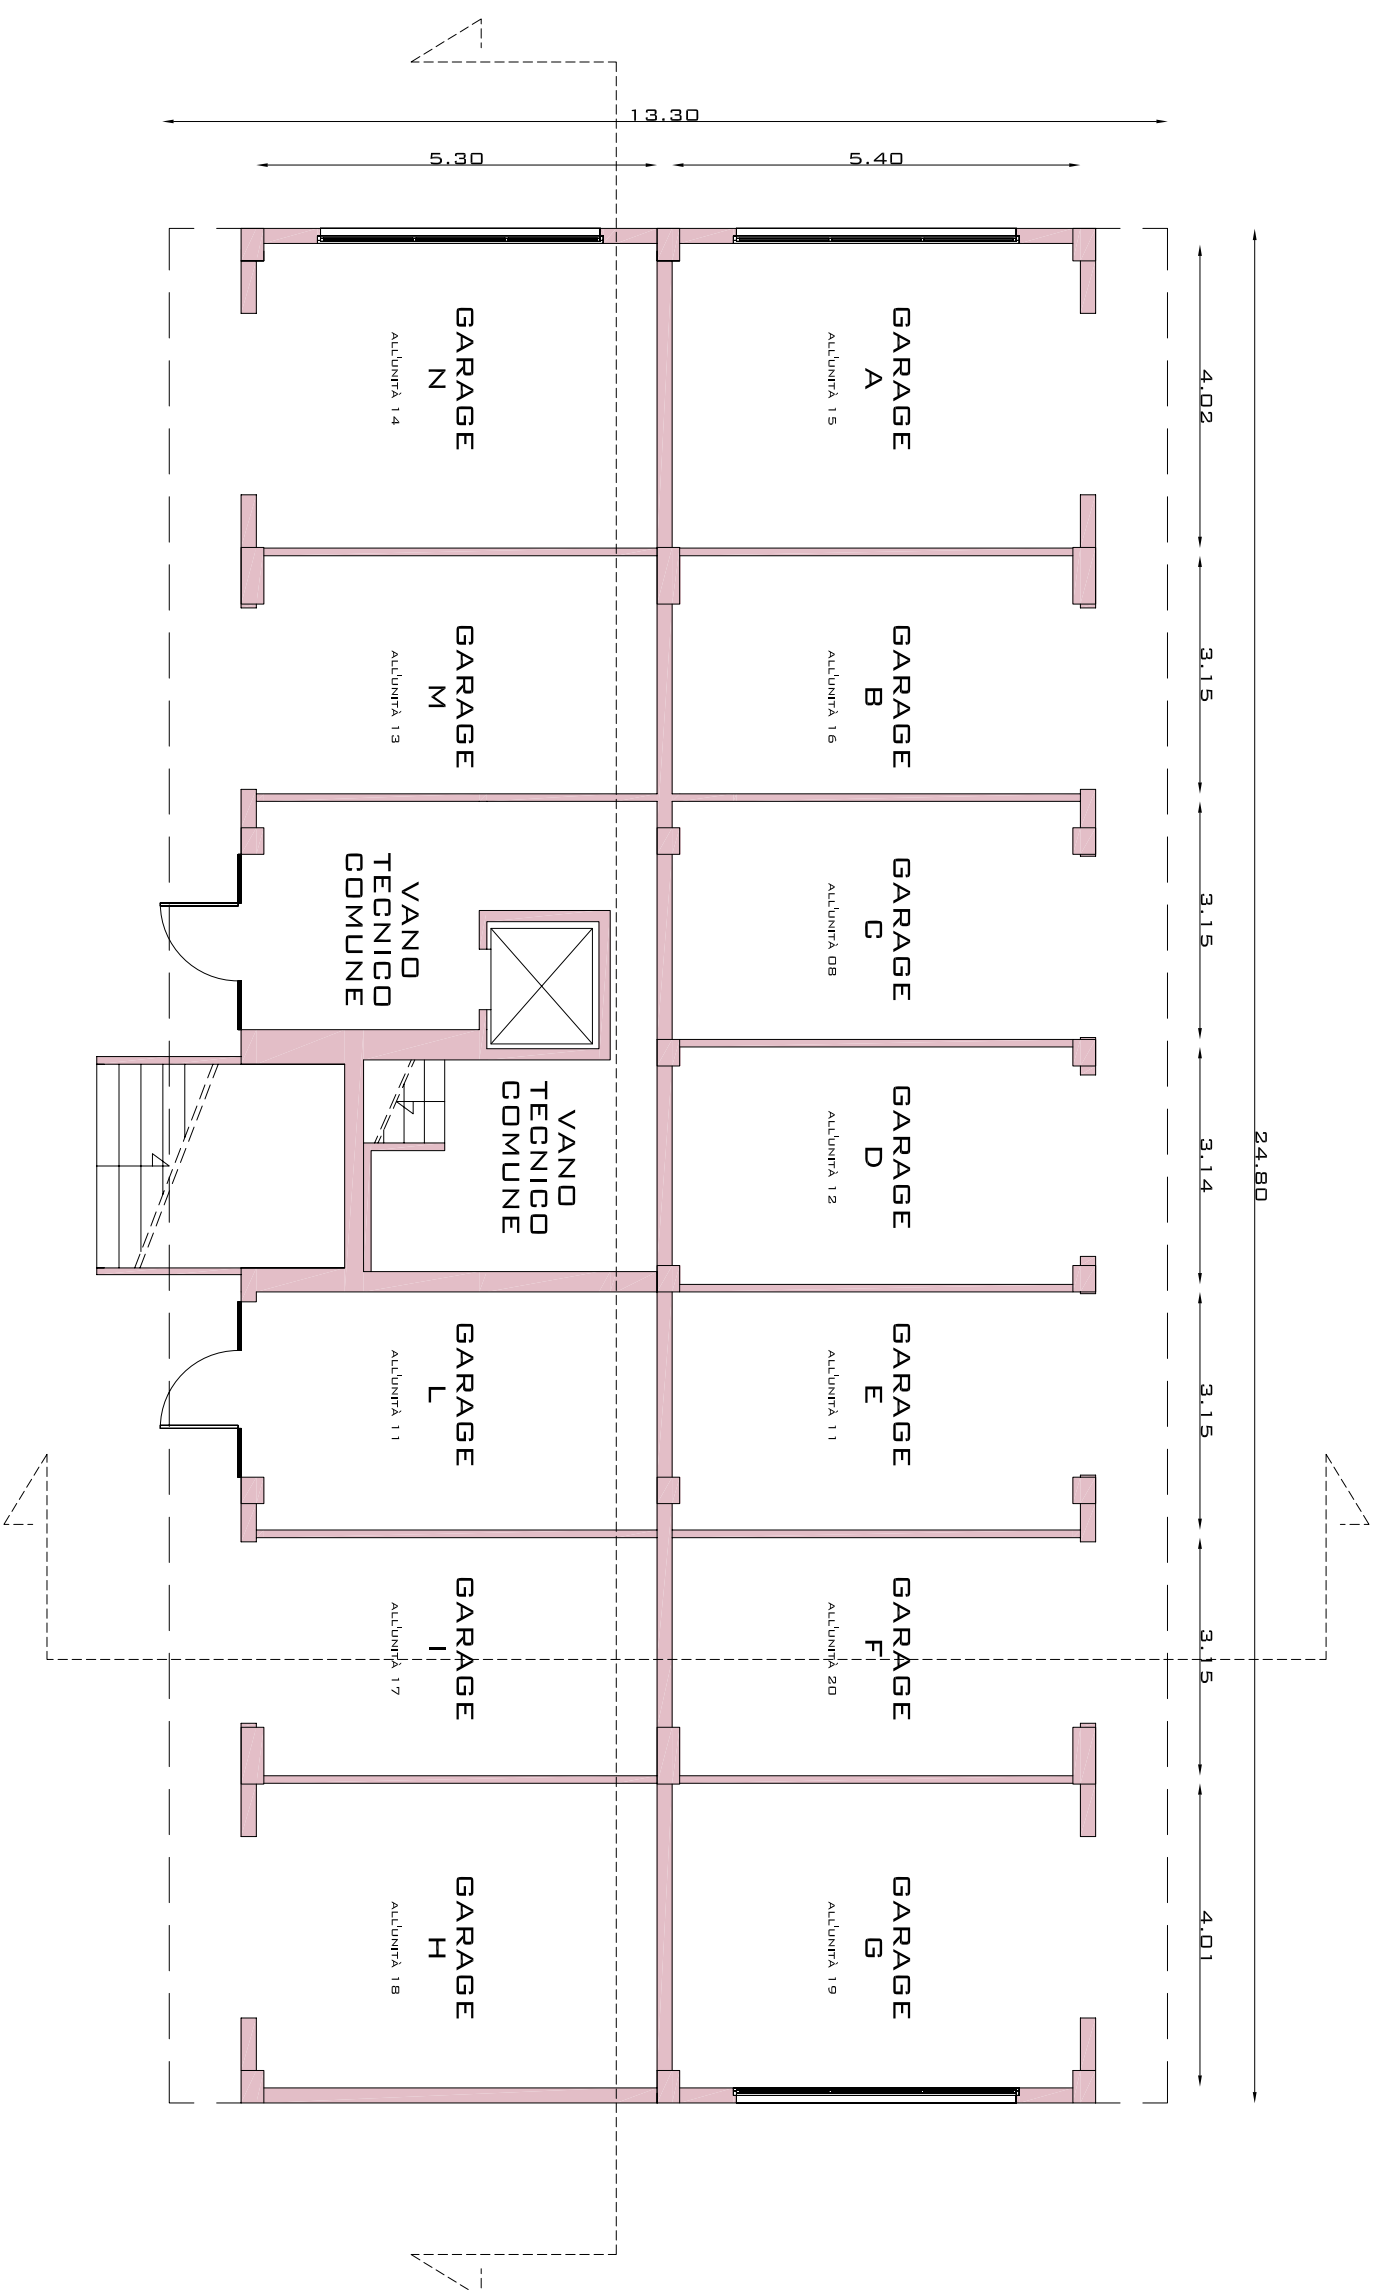 13.30
5.30
5.40
GARAGE
N
ALL'UNITÀ 14
GARAGE
A
ALL'UNITÀ 15
4.02
GARAGE
M
ALL'UNITÀ 13
GARAGE
B
ALL'UNITÀ 16
3.15
VANO
TECNICO
COMUNE
GARAGE
C
ALL'UNITÀ 08
3.15
VANO
TECNICO
COMUNE
GARAGE
D
ALL'UNITÀ 12
3.14
24.80
GARAGE
L
ALL'UNITÀ 11
GARAGE
E
ALL'UNITÀ 11
3.15
GARAGE
I
ALL'UNITÀ 17
GARAGE
F
ALL'UNITÀ 20
3.15
GARAGE
H
ALL'UNITÀ 18
GARAGE
G
ALL'UNITÀ 19
4.01